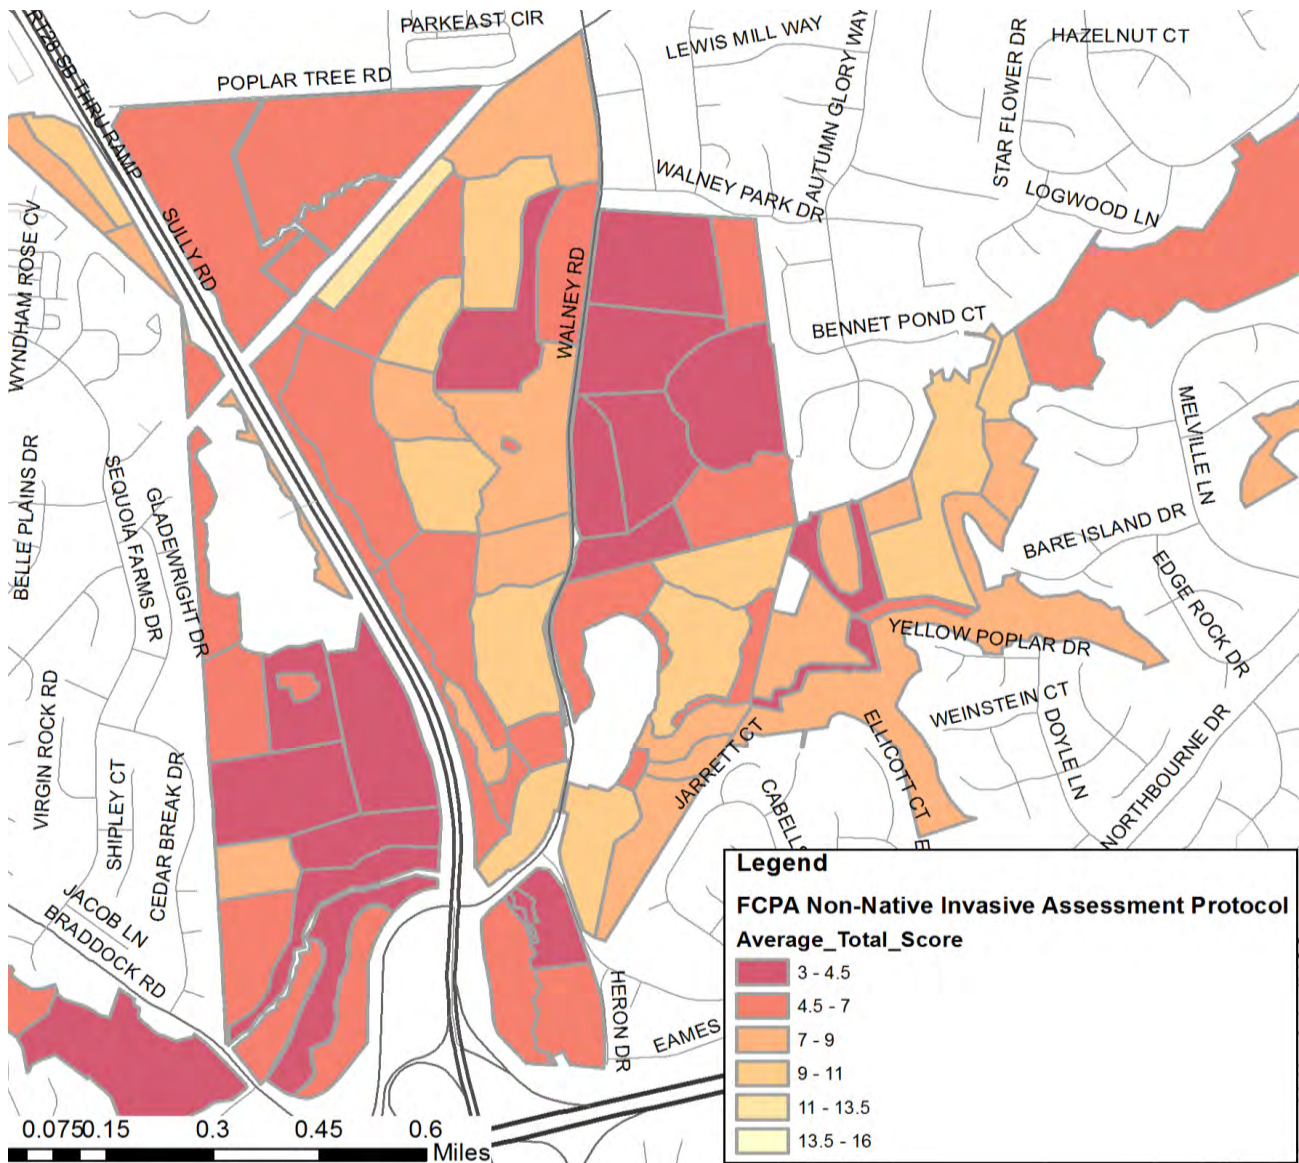 PARKEAST CIR
LEWIS MILL WAY
HAZELNUT CT
RT28 SB THRU RAMP
POPLAR TREE RD
AUTUMN GLORY WAY
STAR FLOWER DR
WALNEY PARK DR
LOGWOOD LN
SULLY RD
WYNDHAM ROSE CV
WALNEY RD
BENNET POND CT
MELVILLE LN
BELLE PLAINS DR
SEQUOIA FARMS DR
GLADEWRIGHT DR
BARE ISLAND DR
EDGE ROCK DR
YELLOW POPLAR DR
VIRGIN ROCK RD
WEINSTEIN CT
DOYLE LN
NORTHBOURNE DR
ELLICOTT CT
JARRETT CT
SHIPLEY CT
CEDAR BREAK DR
CABELLS
E
JACOB LN
BRADDOCK RD
HERON DR
EAMES
Legend
FCPA Non-Native Invasive Assessment Protocol
Average_Total_Score
3 - 4.5
4.5 - 7
7 - 9
9 - 11
11 - 13.5
13.5 - 16
0.075 0.15 0.3 0.45 0.6
Miles